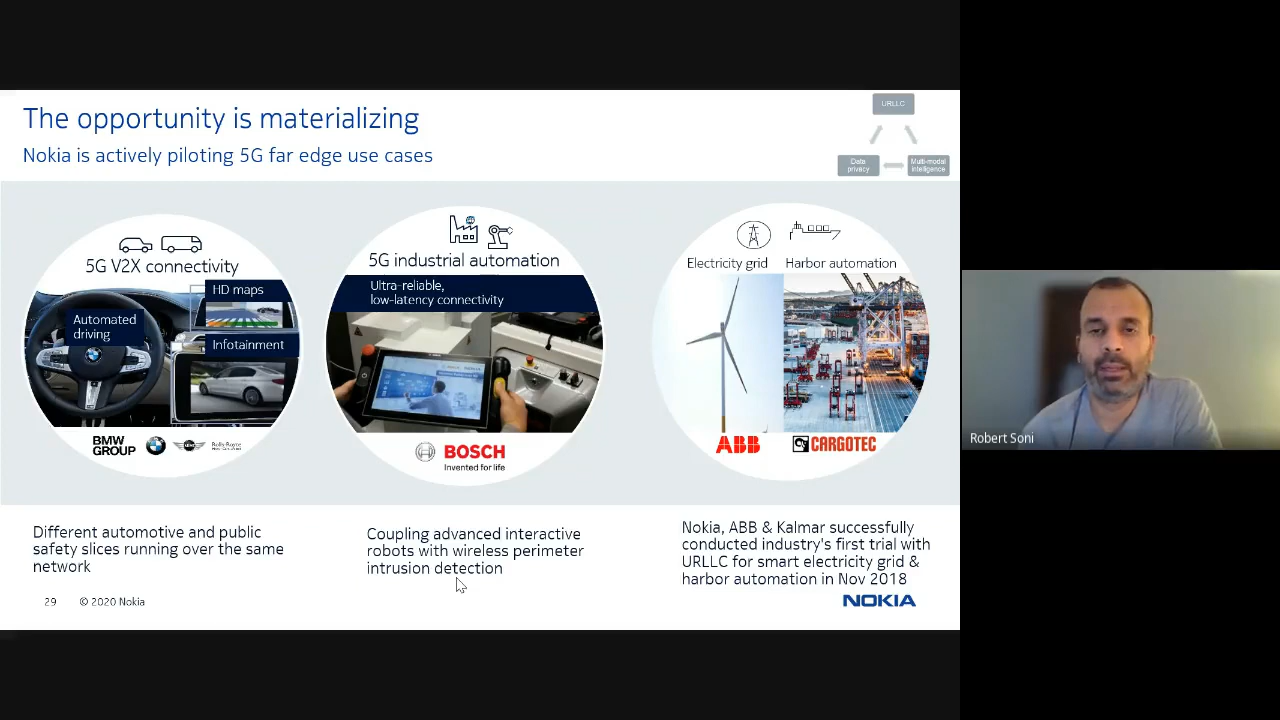 The opportunity is materializing
Nokia is actively piloting 5G far edge use cases
URLLC
Data
privacy
Multi-modal
intelligence
5G V2X connectivity
HD maps
Automated
driving
Infotainment
BMW
GROUP
5G industrial automation
Ultra-reliable,
low-latency connectivity
BOSCH
Invented for life
Electricity grid
Harbor automation
ABB
CARGOTEC
Different automotive and public
safety slices running over the same
network
Coupling advanced interactive
robots with wireless perimeter
intrusion detection
Nokia, ABB & Kalmar successfully
conducted industry's first trial with
URLLC for smart electricity grid &
harbor automation in Nov 2018
29 © 2020 Nokia
NOKIA
Robert Soni